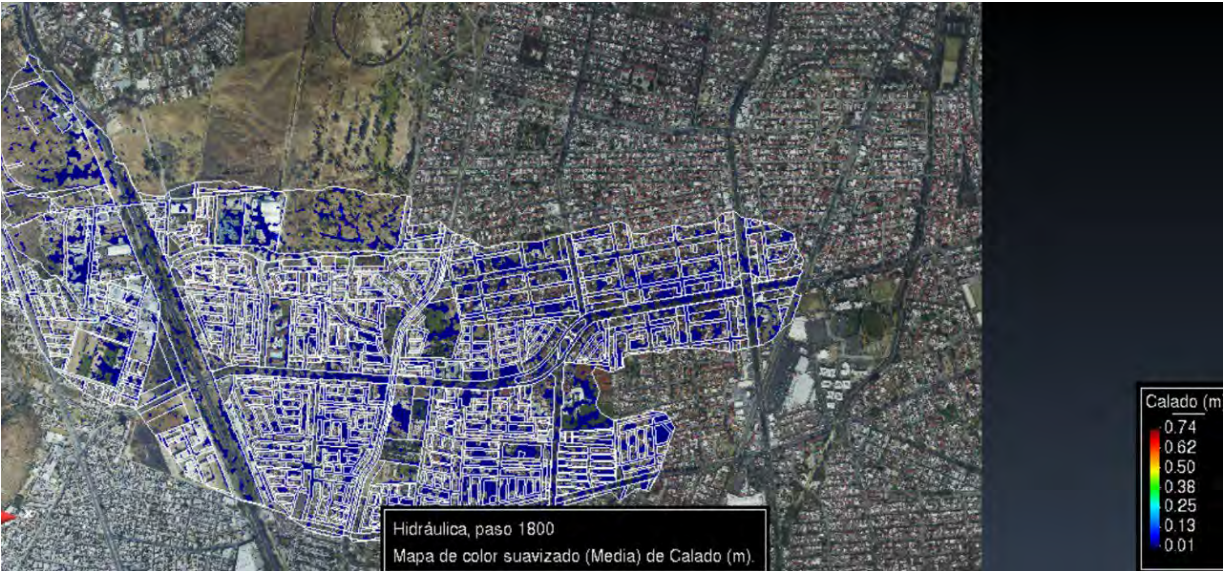 Calado (m
0.74
0.62
0.50
0.38
0.25
0.13
0.01
Hidráulica, paso 1800
Mapa de color suavizado (Media) de Calado (m).